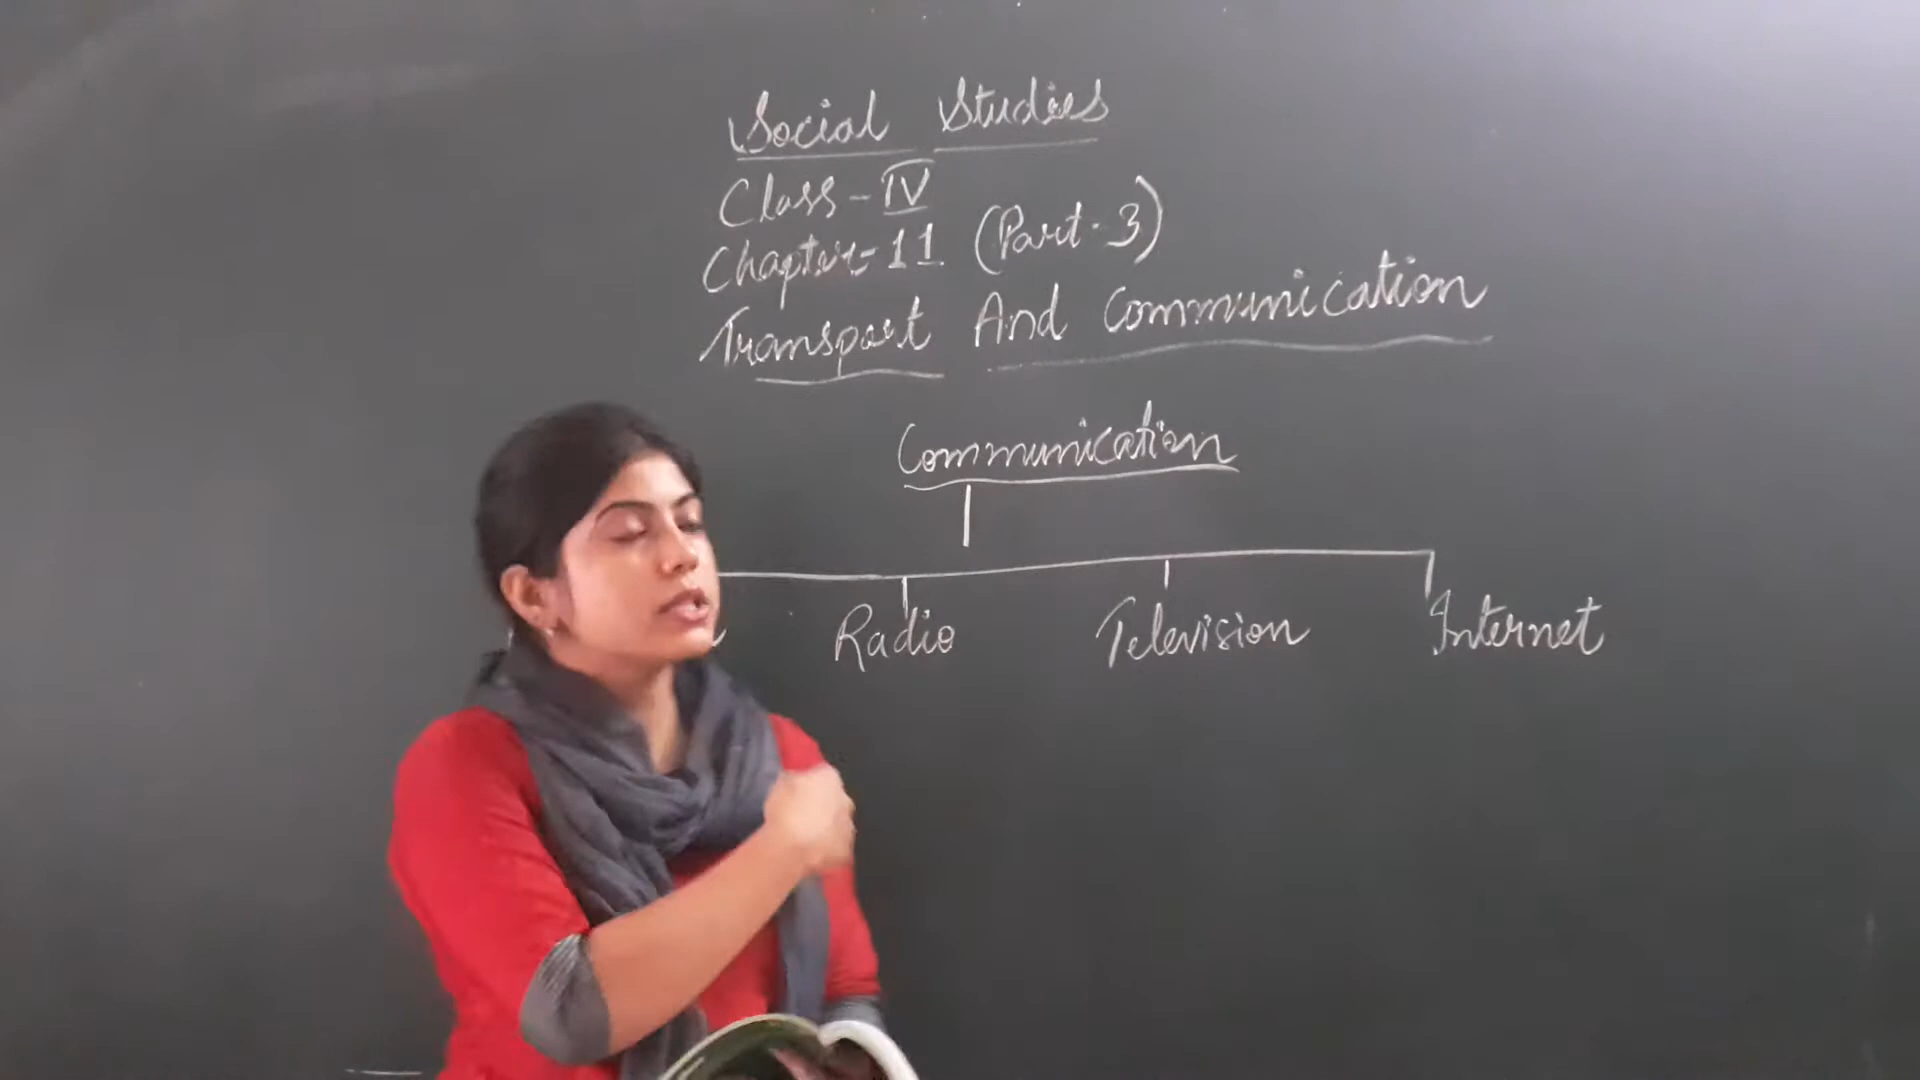 Social Studies
Class - IV
Chapter - 11 (Part - 3)
Transport And Communication
Communication
Radio Television Internet